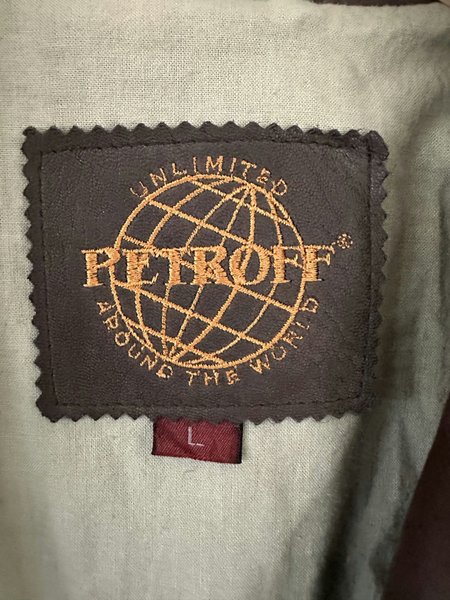 UNLIMITED
PETROFF®
AROUND THE WORLD
L